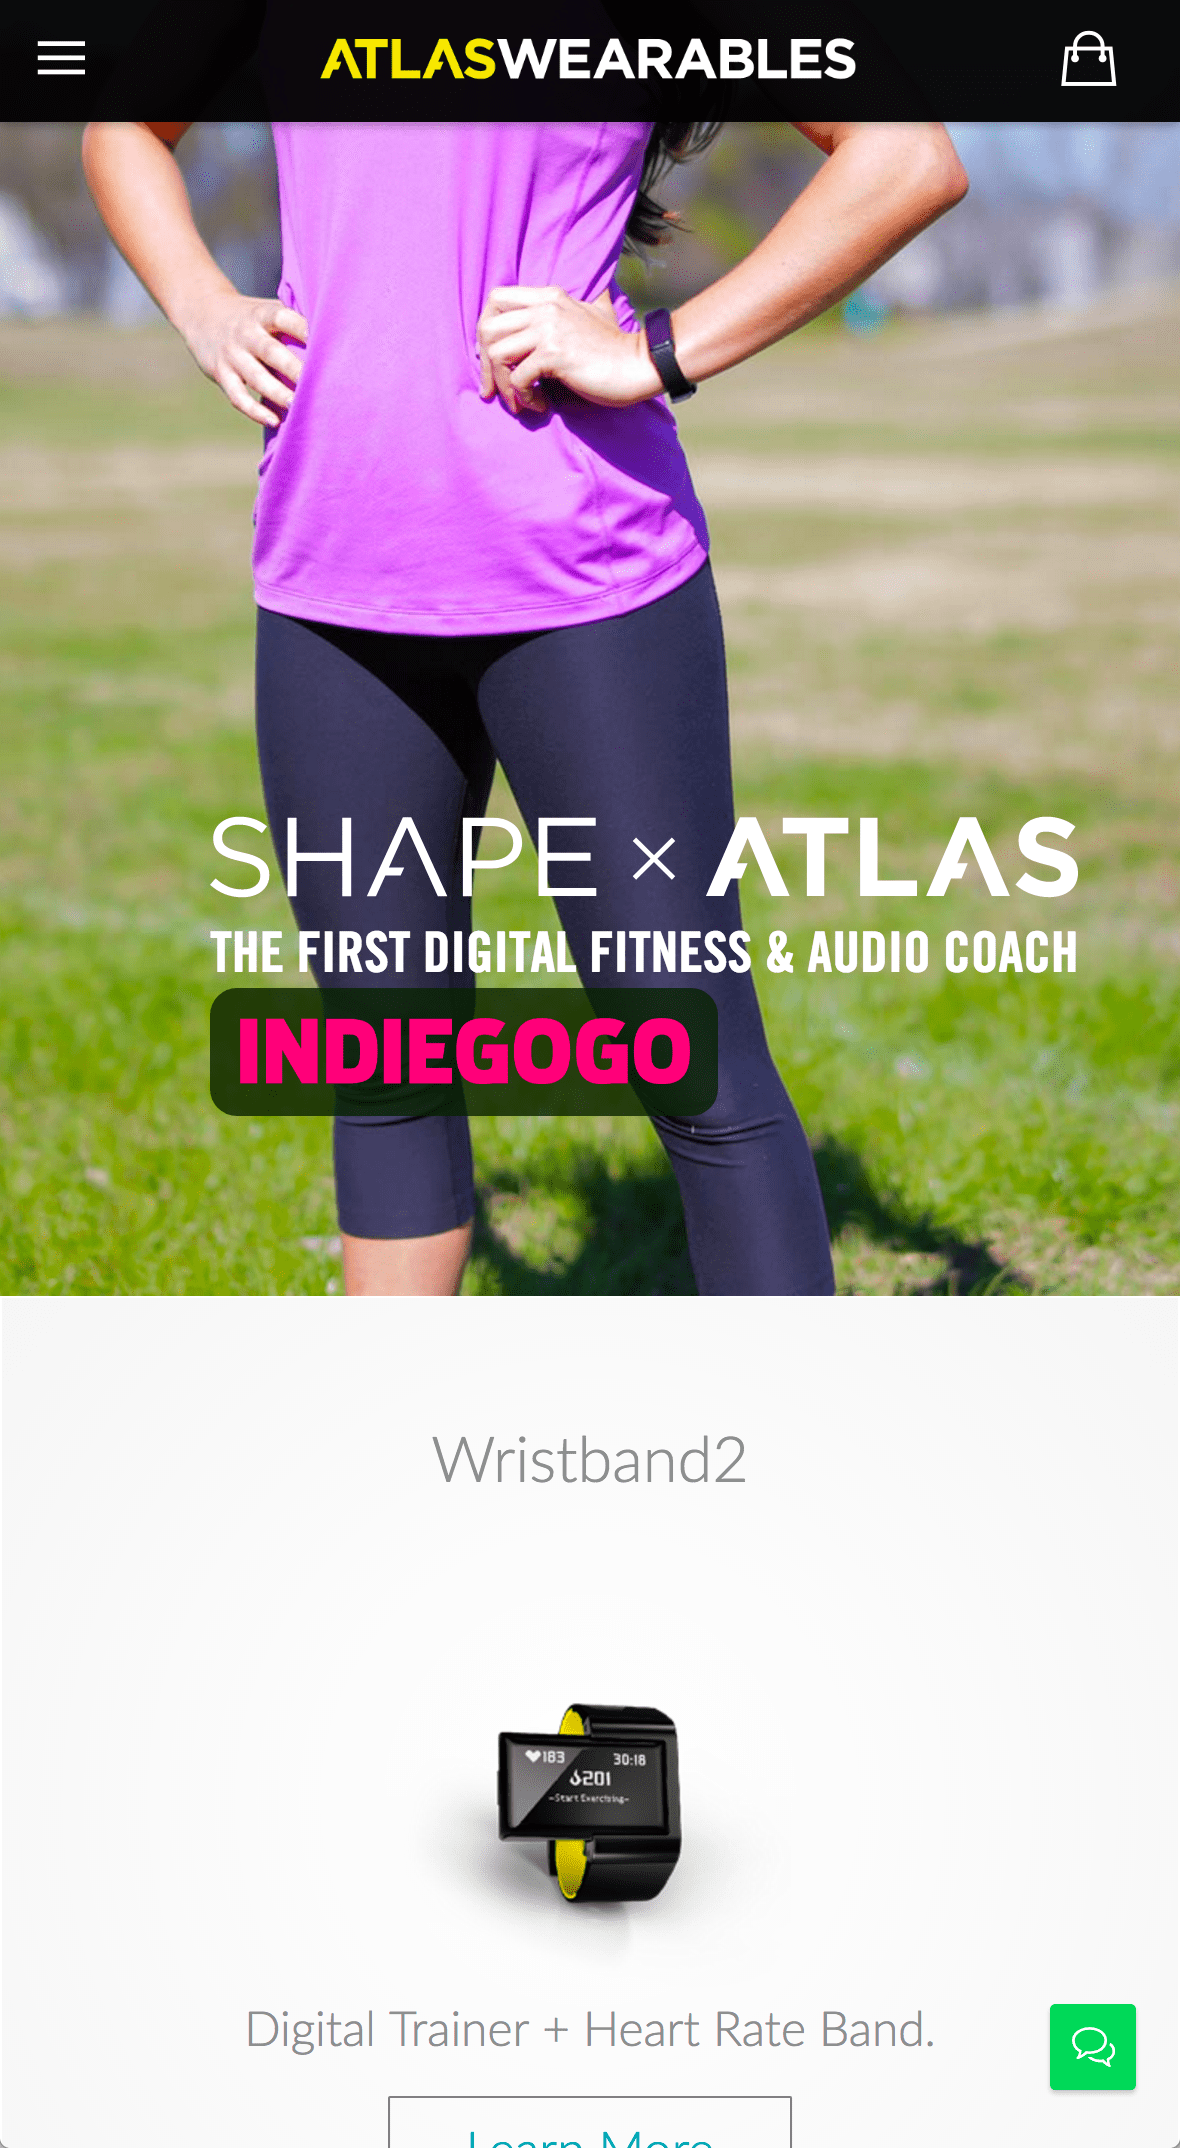 ATLASWEARABLES
SHAPE × ATLAS
THE FIRST DIGITAL FITNESS & AUDIO COACH
INDIEGOGO
Wristband2
183 30:18
201
-Start Exercising-
Digital Trainer + Heart Rate Band.
Learn More